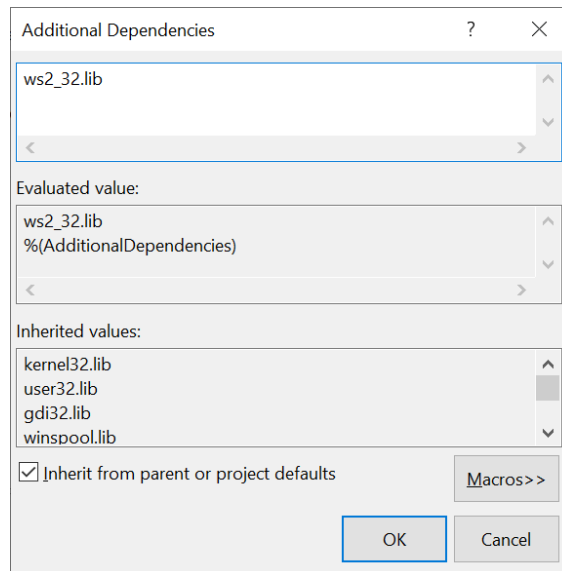 Additional Dependencies ?
ws2_32.lib
Evaluated value:
ws2_32.lib
%(AdditionalDependencies)
Inherited values:
kernel32.lib
user32.lib
gdi32.lib
winspool.lib
Inherit from parent or project defaults
Macros>>
OK
Cancel